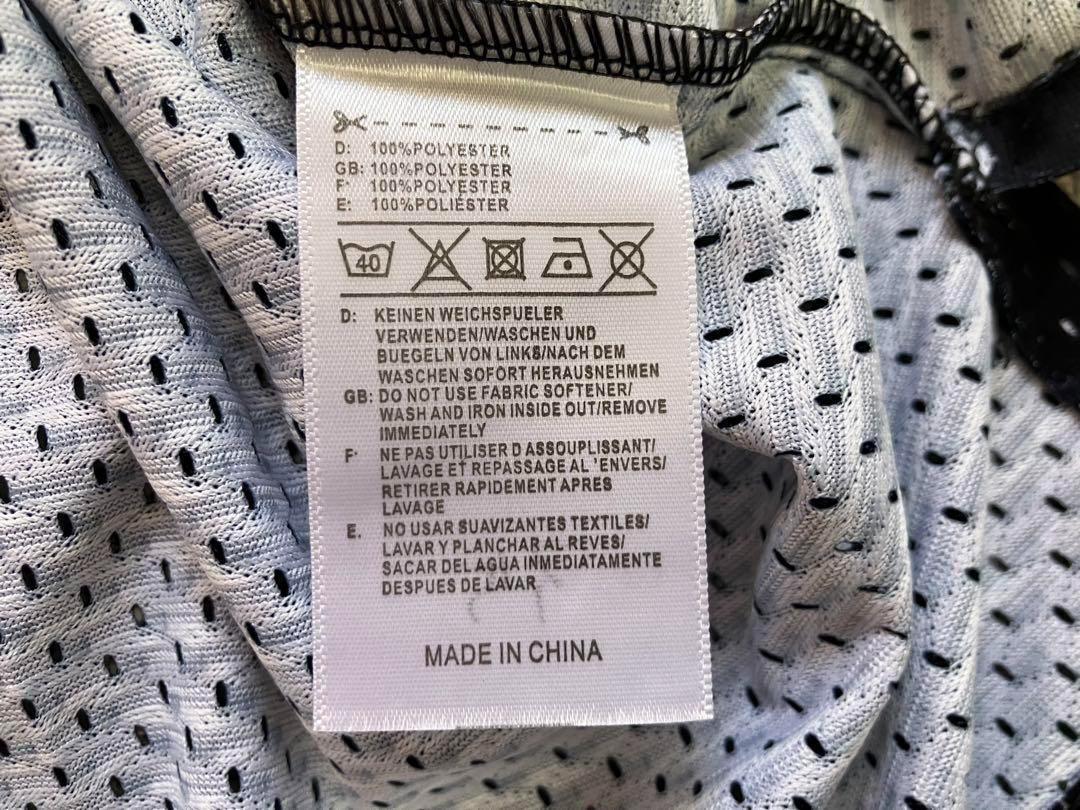 D: 100%POLYESTER
GB: 100%POLYESTER
F: 100%POLYESTER
E: 100%POLIÉSTER
40
D: KEINEN WEICHSPUELER
VERWENDEN/WASCHEN UND
BUEGELN VON LINKS/NACH DEM
WASCHEN SOFORT HERAUSNEHMEN
GB: DO NOT USE FABRIC SOFTENER/
WASH AND IRON INSIDE OUT/REMOVE
IMMEDIATELY
F: NE PAS UTILISER D ASSOUPLISSANT/
LAVAGE ET REPASSAGE AL 'ENVERS/
RETIRER RAPIDEMENT APRES
LAVAGE
E. NO USAR SUAVIZANTES TEXTILES/
LAVAR Y PLANCHAR AL REVES/
SACAR DEL AGUA INMEDIATAMENTE
DESPUES DE LAVAR
MADE IN CHINA